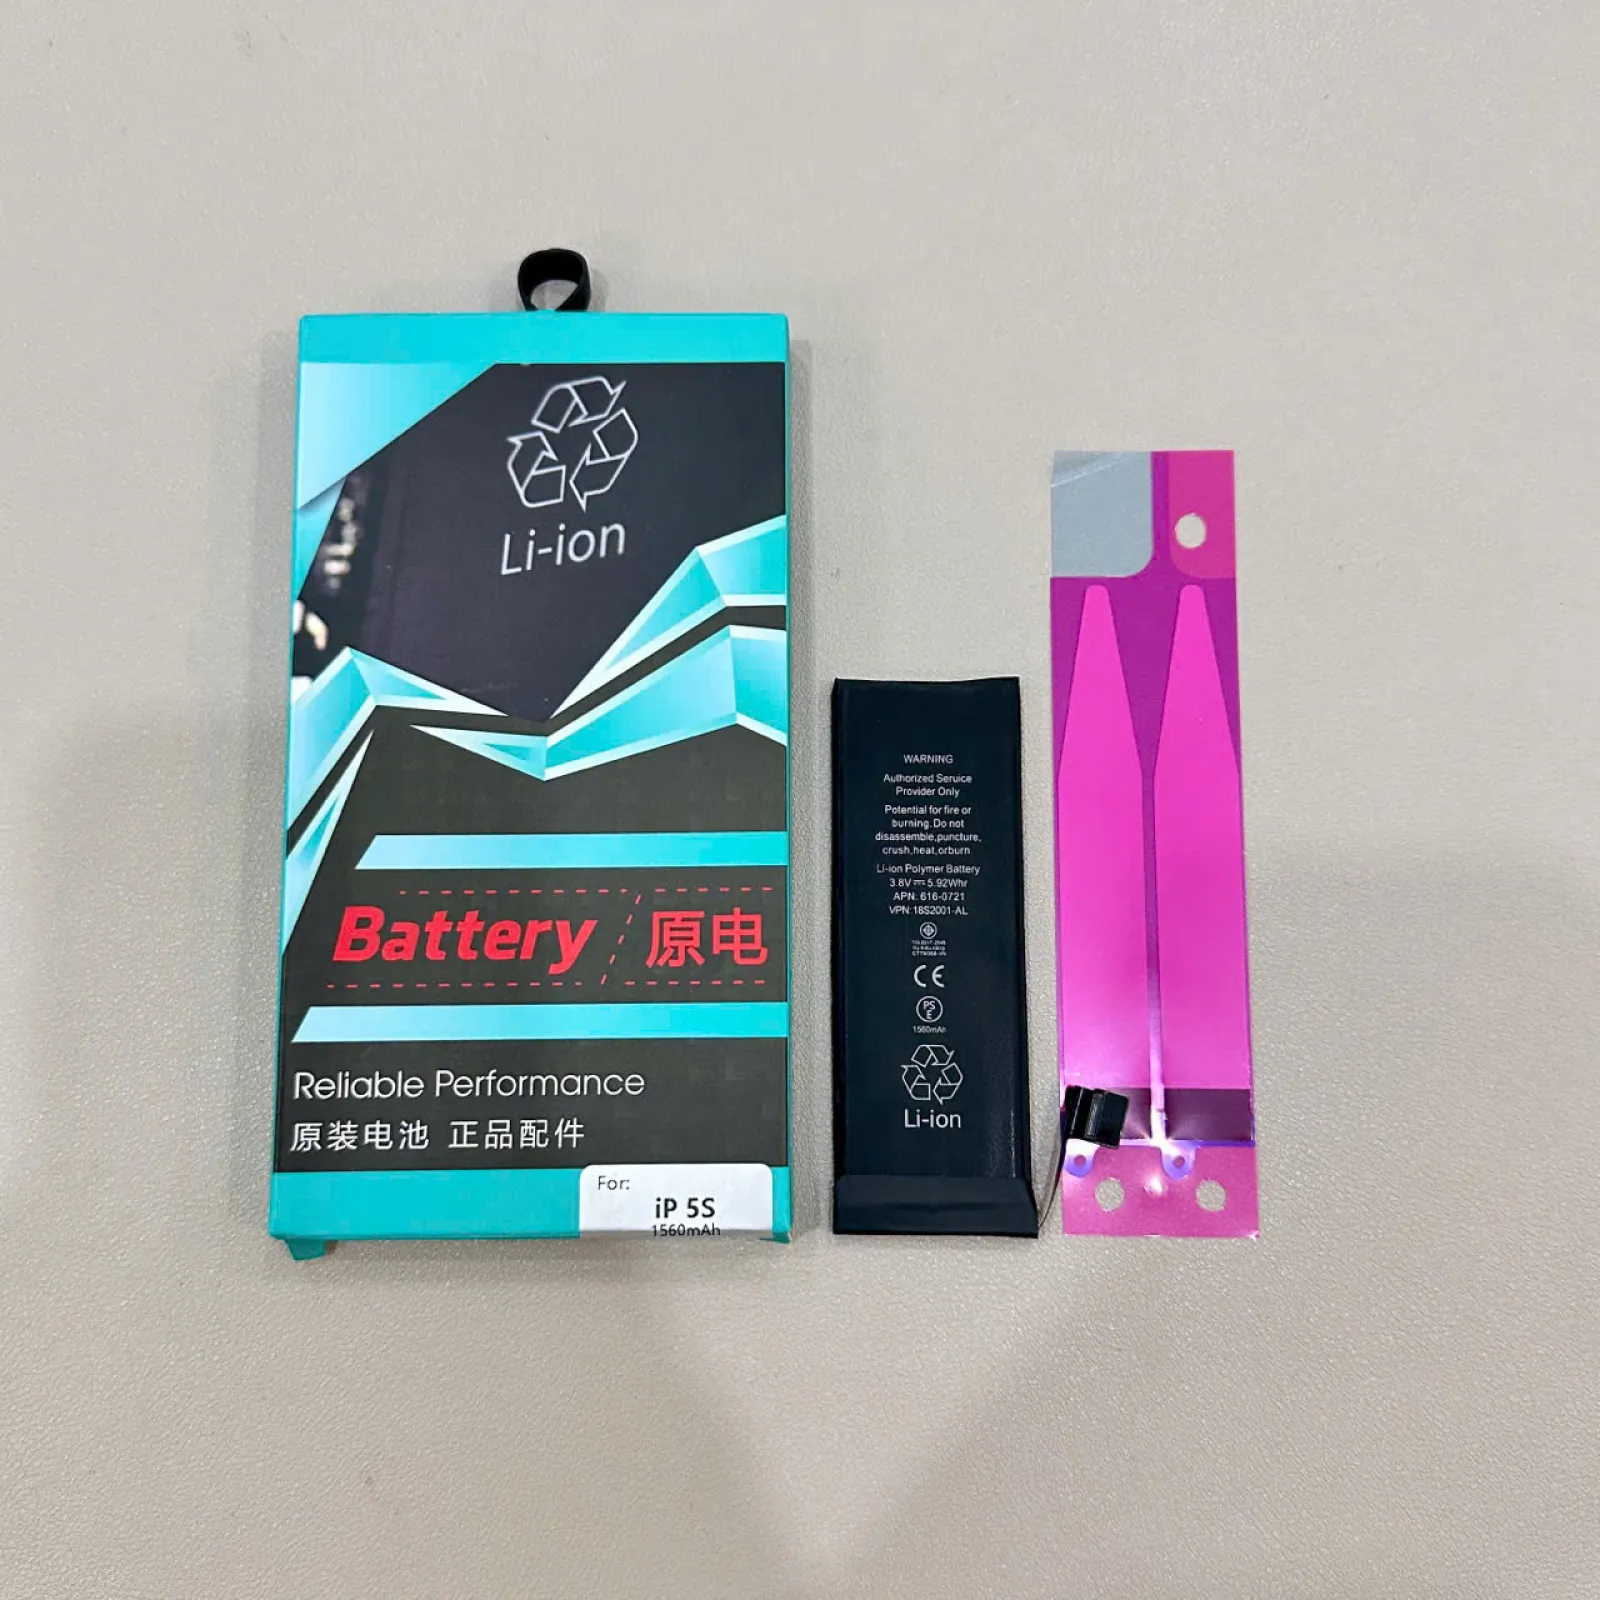 Li-ion
Battery 原电
Reliable Performance
原装电池 正品配件
For:
iP 5S
1560mAh
WARNING
Authorized Seruice
Provider Only
Potential for fire or
burning.Do not
disassemble,puncture,
crush,heat,orburn
Li-ion Polymer Battery
3.8V⎓5.92Whr
APN: 616-0721
VPN:18S2001-AL
CE
PS
E
1560mAh
Li-ion